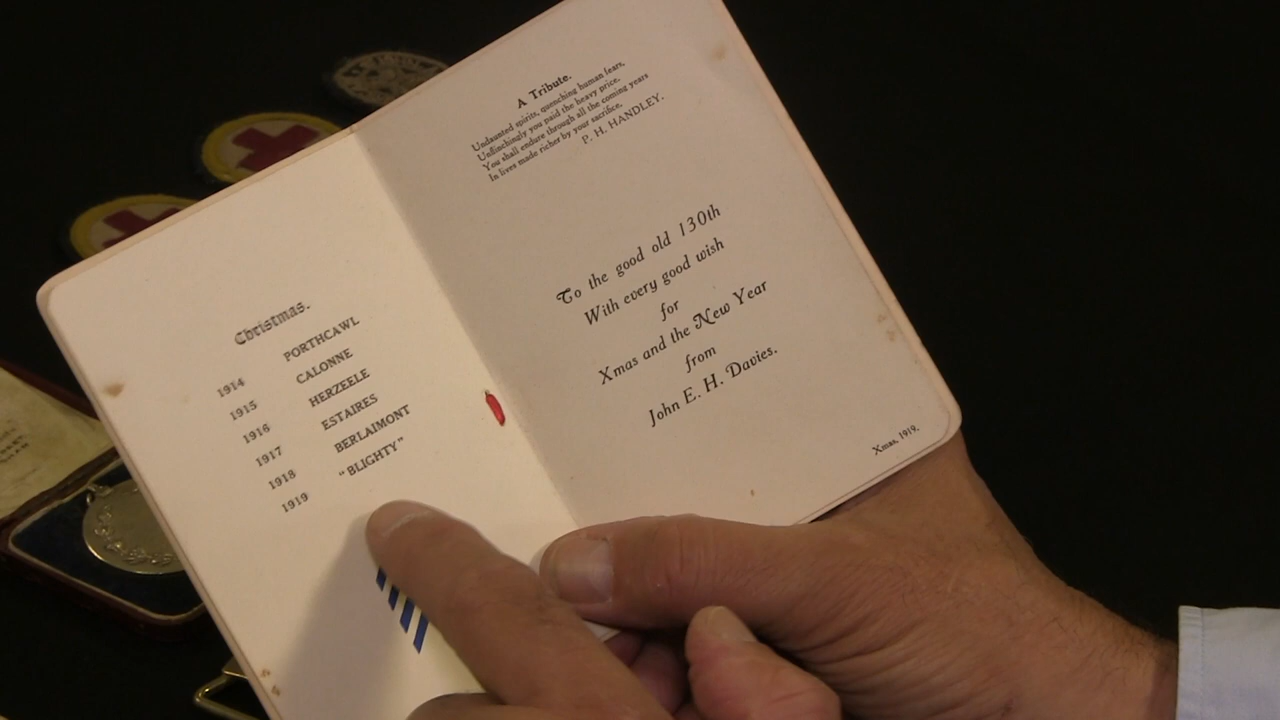 Christmas.
1914 PORTHCAWL
1915 CALONNE
1916 HERZEELE
1917 ESTAIRES
1918 BERLAIMONT
1919 "BLIGHTY"
A Tribute.
Undaunted spirits, quenching human fears,
Unflinchingly you paid the heavy price.
You shall endure through all the coming years
In lives made richer by your sacrifice.
P. H. HANDLEY.
To the good old 130th
With every good wish
for
Xmas and the New Year
from
John E. H. Davies.
Xmas, 1919.